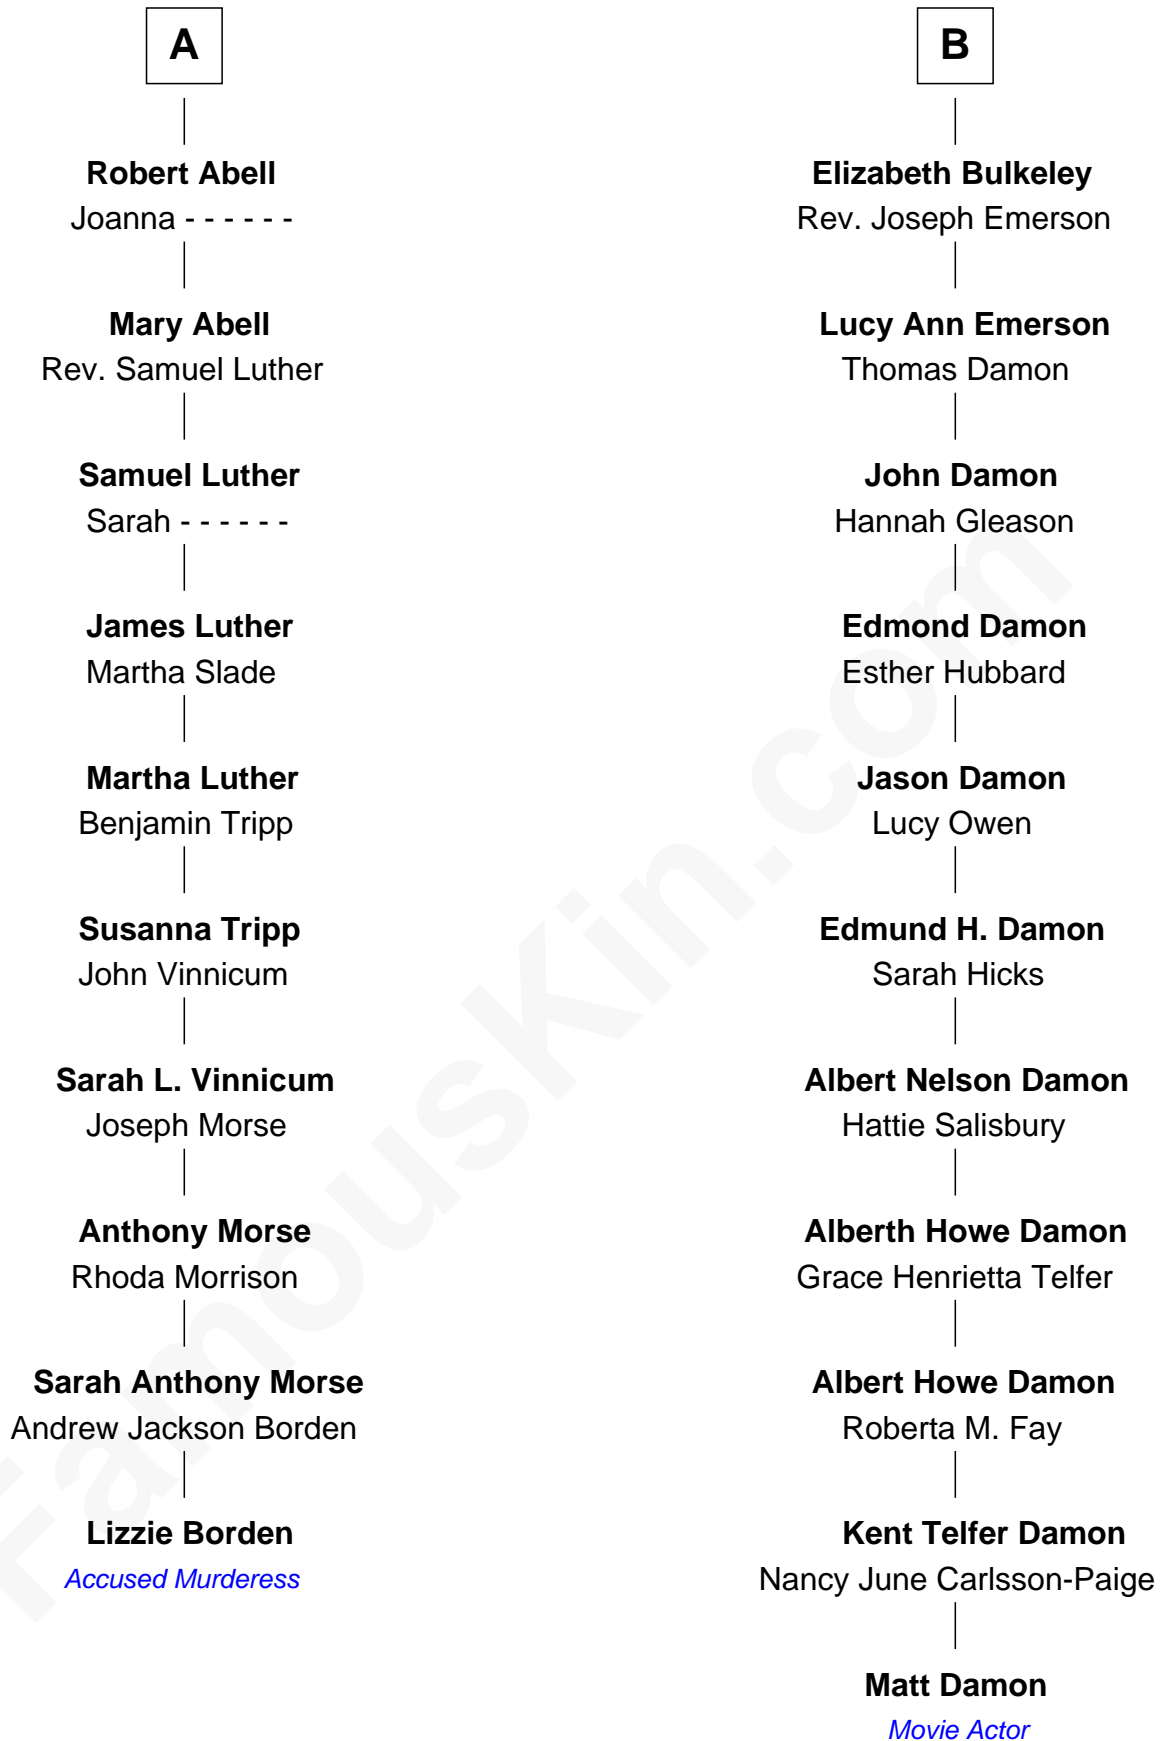 A
Robert Abell
Joanna - - - - - -
Mary Abell
Rev. Samuel Luther
Samuel Luther
Sarah - - - - - -
James Luther
Martha Slade
Martha Luther
Benjamin Tripp
Susanna Tripp
John Vinnicum
Sarah L. Vinnicum
Joseph Morse
Anthony Morse
Rhoda Morrison
Sarah Anthony Morse
Andrew Jackson Borden
Lizzie Borden
Accused Murderess
B
Elizabeth Bulkeley
Rev. Joseph Emerson
Lucy Ann Emerson
Thomas Damon
John Damon
Hannah Gleason
Edmond Damon
Esther Hubbard
Jason Damon
Lucy Owen
Edmund H. Damon
Sarah Hicks
Albert Nelson Damon
Hattie Salisbury
Alberth Howe Damon
Grace Henrietta Telfer
Albert Howe Damon
Roberta M. Fay
Kent Telfer Damon
Nancy June Carlsson-Paige
Matt Damon
Movie Actor
FamousKin.com